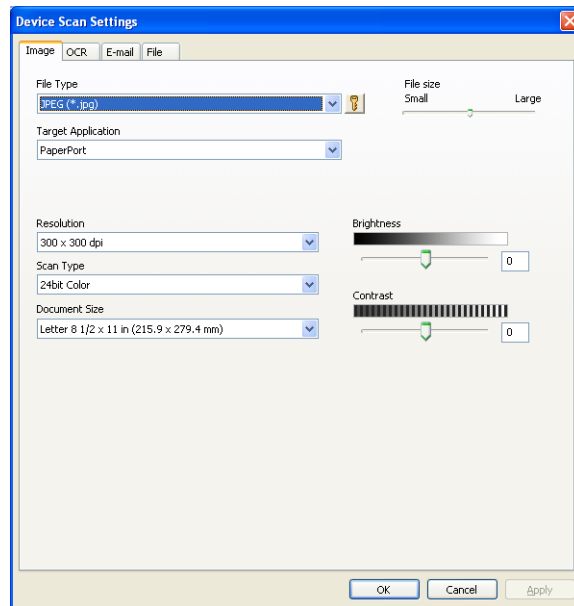 Device Scan Settings
Image OCR E-mail File
File Type
JPEG (*.jpg)
File size
Small Large
Target Application
PaperPort
Resolution
300 x 300 dpi
Scan Type
24bit Color
Document Size
Letter 8 1/2 x 11 in (215.9 x 279.4 mm)
Brightness
0
Contrast
0
OK Cancel Apply